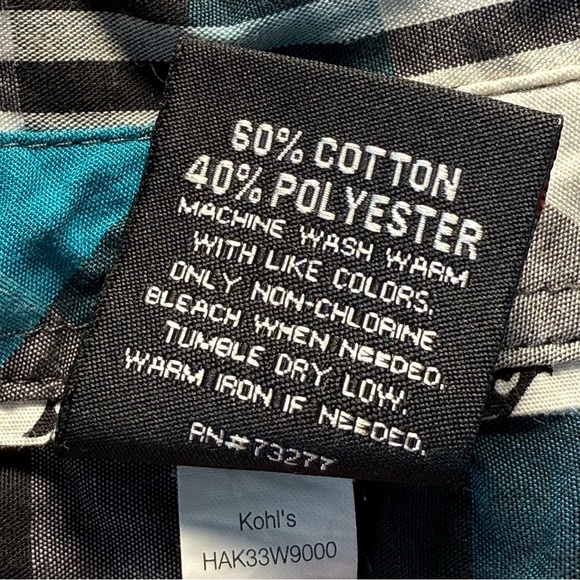 60% COTTON
40% POLYESTER
MACHINE WASH WARM
WITH LIKE COLORS.
ONLY NON-CHLORINE
BLEACH WHEN NEEDED.
TUMBLE DRY LOW.
WARM IRON IF NEEDED.
RN#73277
Kohl's
HAK33W9000